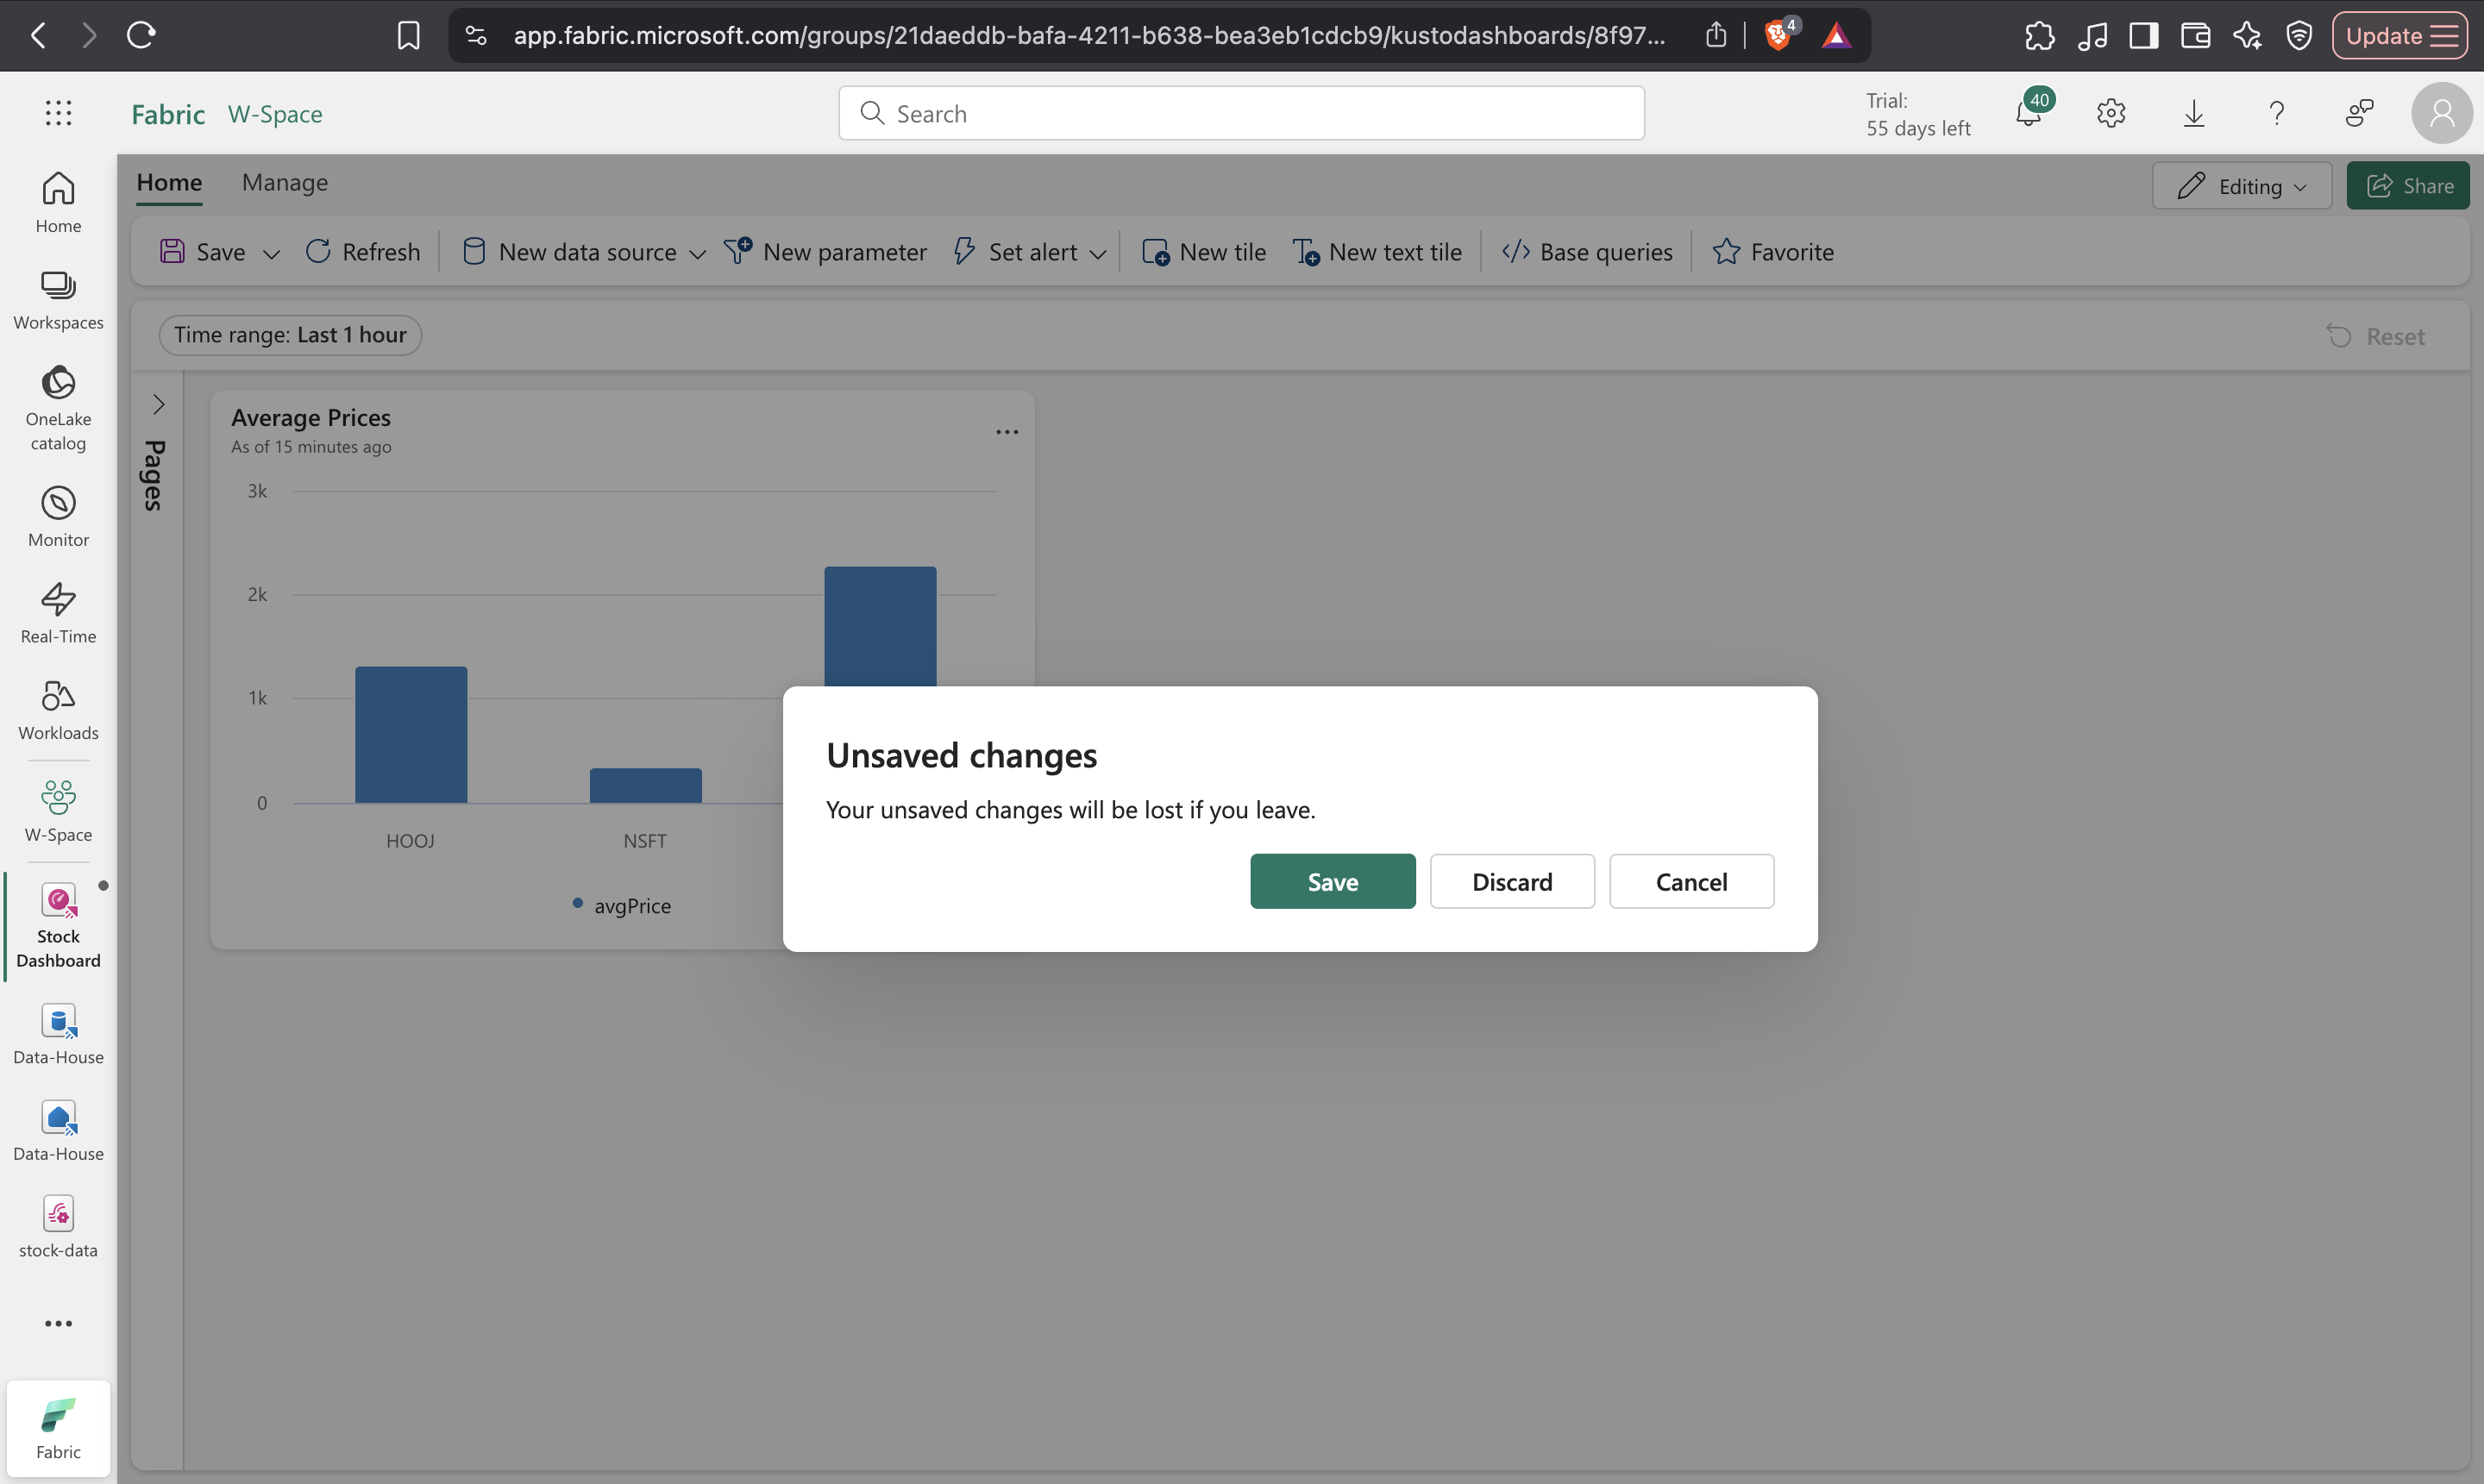 app.fabric.microsoft.com/groups/21daeddb-bafa-4211-b638-bea3eb1cdcb9/kustodashboards/8f97...
4
Update
Fabric W-Space
Search
Trial:
55 days left
40
Home
Workspaces
OneLake
catalog
Monitor
Real-Time
Workloads
W-Space
Stock
Dashboard
Data-House
Data-House
stock-data
Fabric
Home Manage
Editing
Share
Save
Refresh
New data source
New parameter
Set alert
New tile
New text tile
Base queries
Favorite
Time range: Last 1 hour
Reset
Pages
Average Prices
As of 15 minutes ago
3k
2k
1k
0
HOOJ
NSFT
avgPrice
Unsaved changes
Your unsaved changes will be lost if you leave.
Save
Discard
Cancel